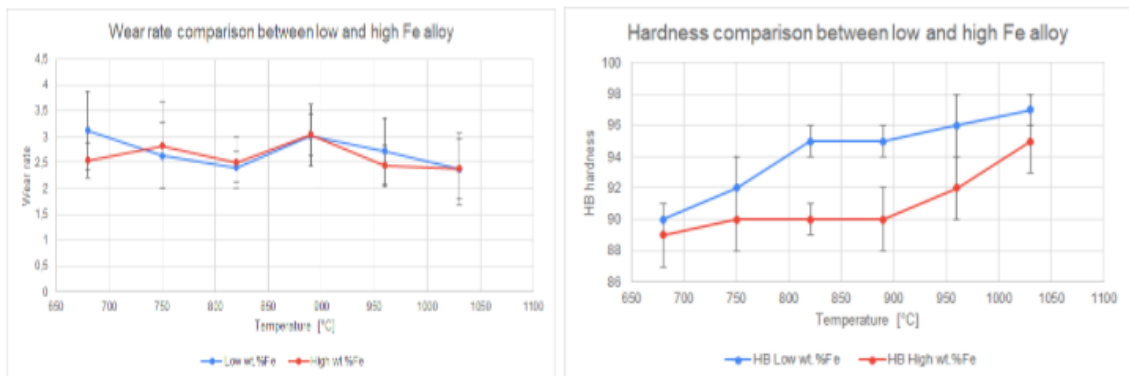 Wear rate comparison between low and high Fe alloy
4,5
4
3,5
3
2,5
2
1,5
1
0,5
0
Wear rate
650 700 750 800 850 900 950 1000 1050 1100
Temperature [°C]
Low wt.%Fe High wt.%Fe
Hardness comparison between low and high Fe alloy
100
98
96
94
92
90
88
86
HB hardness
650 700 750 800 850 900 950 1000 1050 1100
Temperature [°C]
HB Low wt.%Fe HB High wt.%Fe